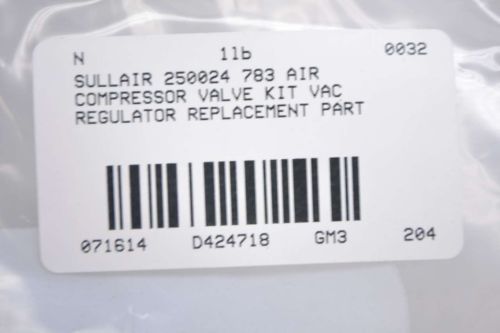 N 1lb 0032
SULLAIR 250024 783 AIR
COMPRESSOR VALVE KIT VAC
REGULATOR REPLACEMENT PART
071614 D424718 GM3 204